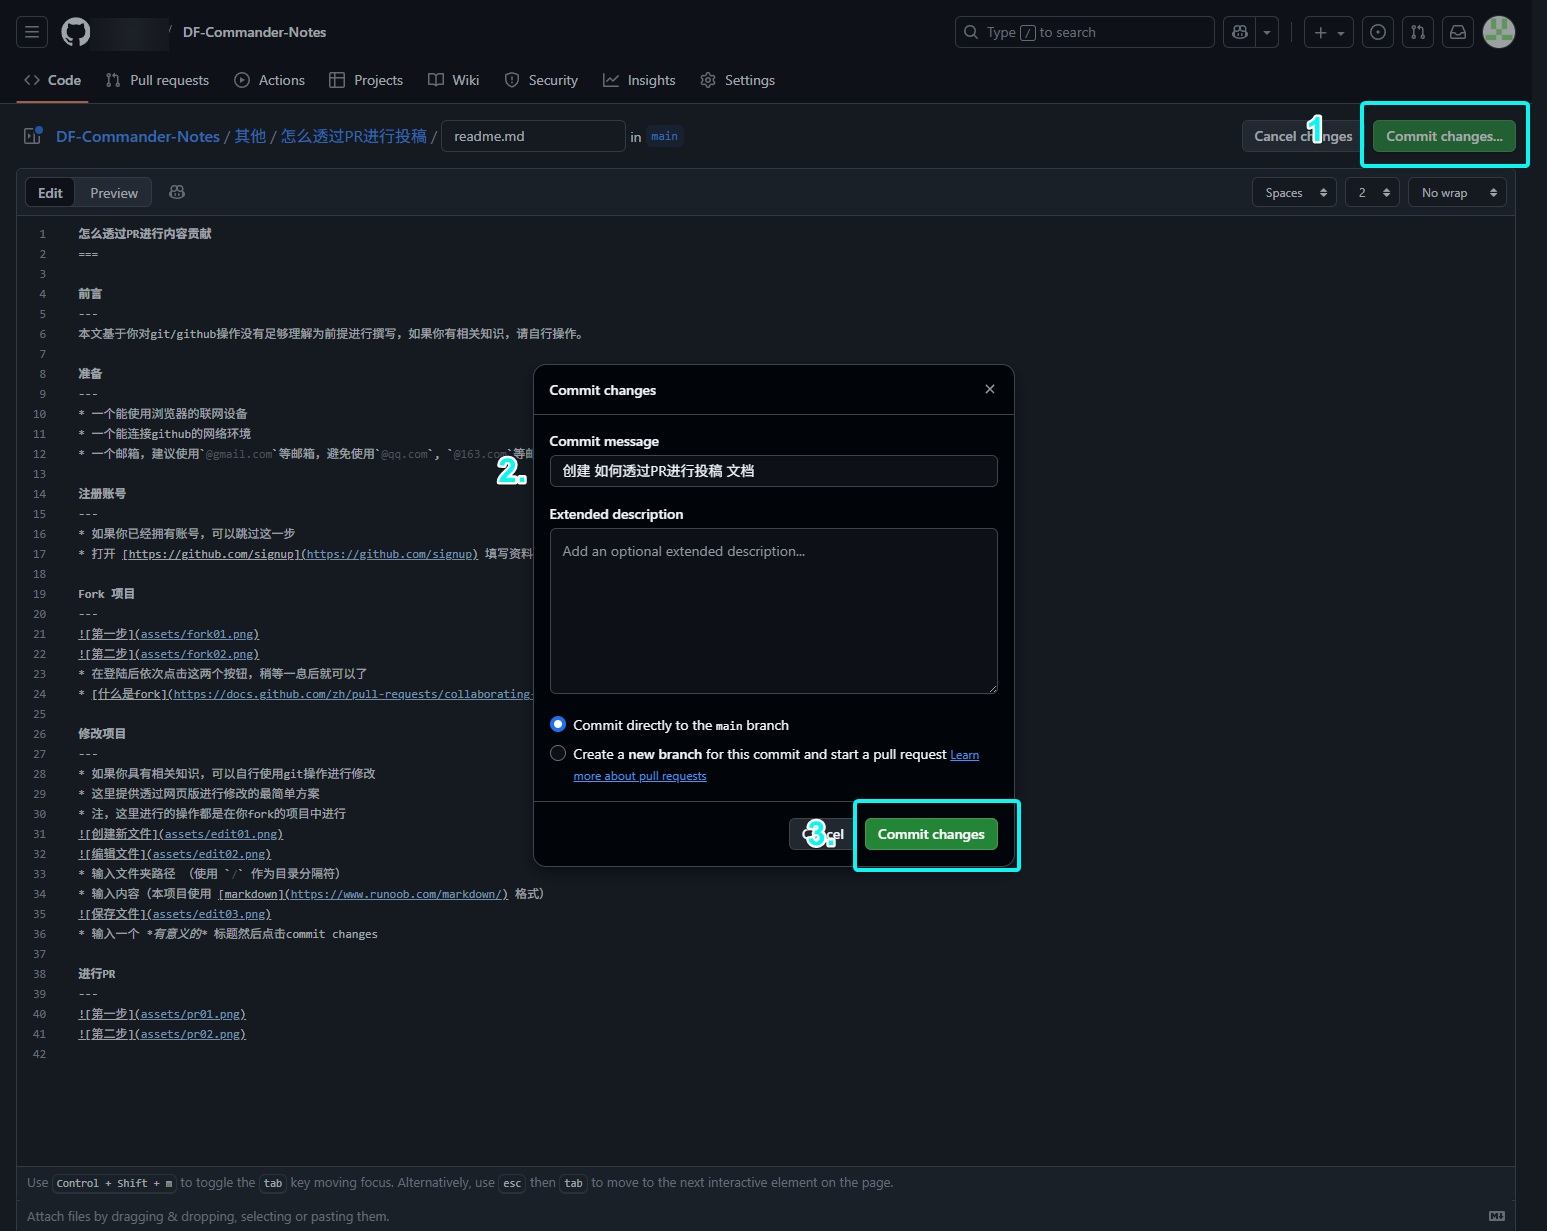 DF-Commander-Notes
Type / to search
Code Pull requests Actions Projects Wiki Security Insights Settings
DF-Commander-Notes / 其他 / 怎么透过PR进行投稿 / readme.md in main
Cancel changes 1 Commit changes...
Edit Preview
Spaces 2 No wrap
1 怎么透过PR进行内容贡献
2 ===
3
4 前言
5 ---
6 本文基于你对git/github操作没有足够理解为前提进行撰写，如果你有相关知识，请自行操作。
7
8 准备
9 ---
10 * 一个能使用浏览器的联网设备
11 * 一个能连接github的网络环境
12 * 一个邮箱，建议使用`@gmail.com`等邮箱，避免使用`@qq.com`, `@163.com`等邮
13
14 注册账号
15 ---
16 * 如果你已经拥有账号，可以跳过这一步
17 * 打开 [https://github.com/signup](https://github.com/signup) 填写资料
18
19 Fork 项目
20 ---
21 ![第一步](assets/fork01.png)
22 ![第二步](assets/fork02.png)
23 * 在登陆后依次点击这两个按钮，稍等一息后就可以了
24 * [什么是fork](https://docs.github.com/zh/pull-requests/collaborating-
25
26 修改项目
27 ---
28 * 如果你具有相关知识，可以自行使用git操作进行修改
29 * 这里提供透过网页版进行修改的最简单方案
30 * 注，这里进行的操作都是在你fork的项目中进行
31 ![创建新文件](assets/edit01.png)
32 ![编辑文件](assets/edit02.png)
33 * 输入文件夹路径 （使用 `/` 作为目录分隔符）
34 * 输入内容（本项目使用 [markdown](https://www.runoob.com/markdown/) 格式）
35 ![保存文件](assets/edit03.png)
36 * 输入一个 *有意义的* 标题然后点击commit changes
37
38 进行PR
39 ---
40 ![第一步](assets/pr01.png)
41 ![第二步](assets/pr02.png)
42
Commit changes
Commit message
2. 创建 如何透过PR进行投稿 文档
Extended description
Add an optional extended description...
Commit directly to the main branch
Create a new branch for this commit and start a pull request Learn
more about pull requests
Cancel 3. Commit changes
Use Control + Shift + m to toggle the tab key moving focus. Alternatively, use esc then tab to move to the next interactive element on the page.
Attach files by dragging & dropping, selecting or pasting them.